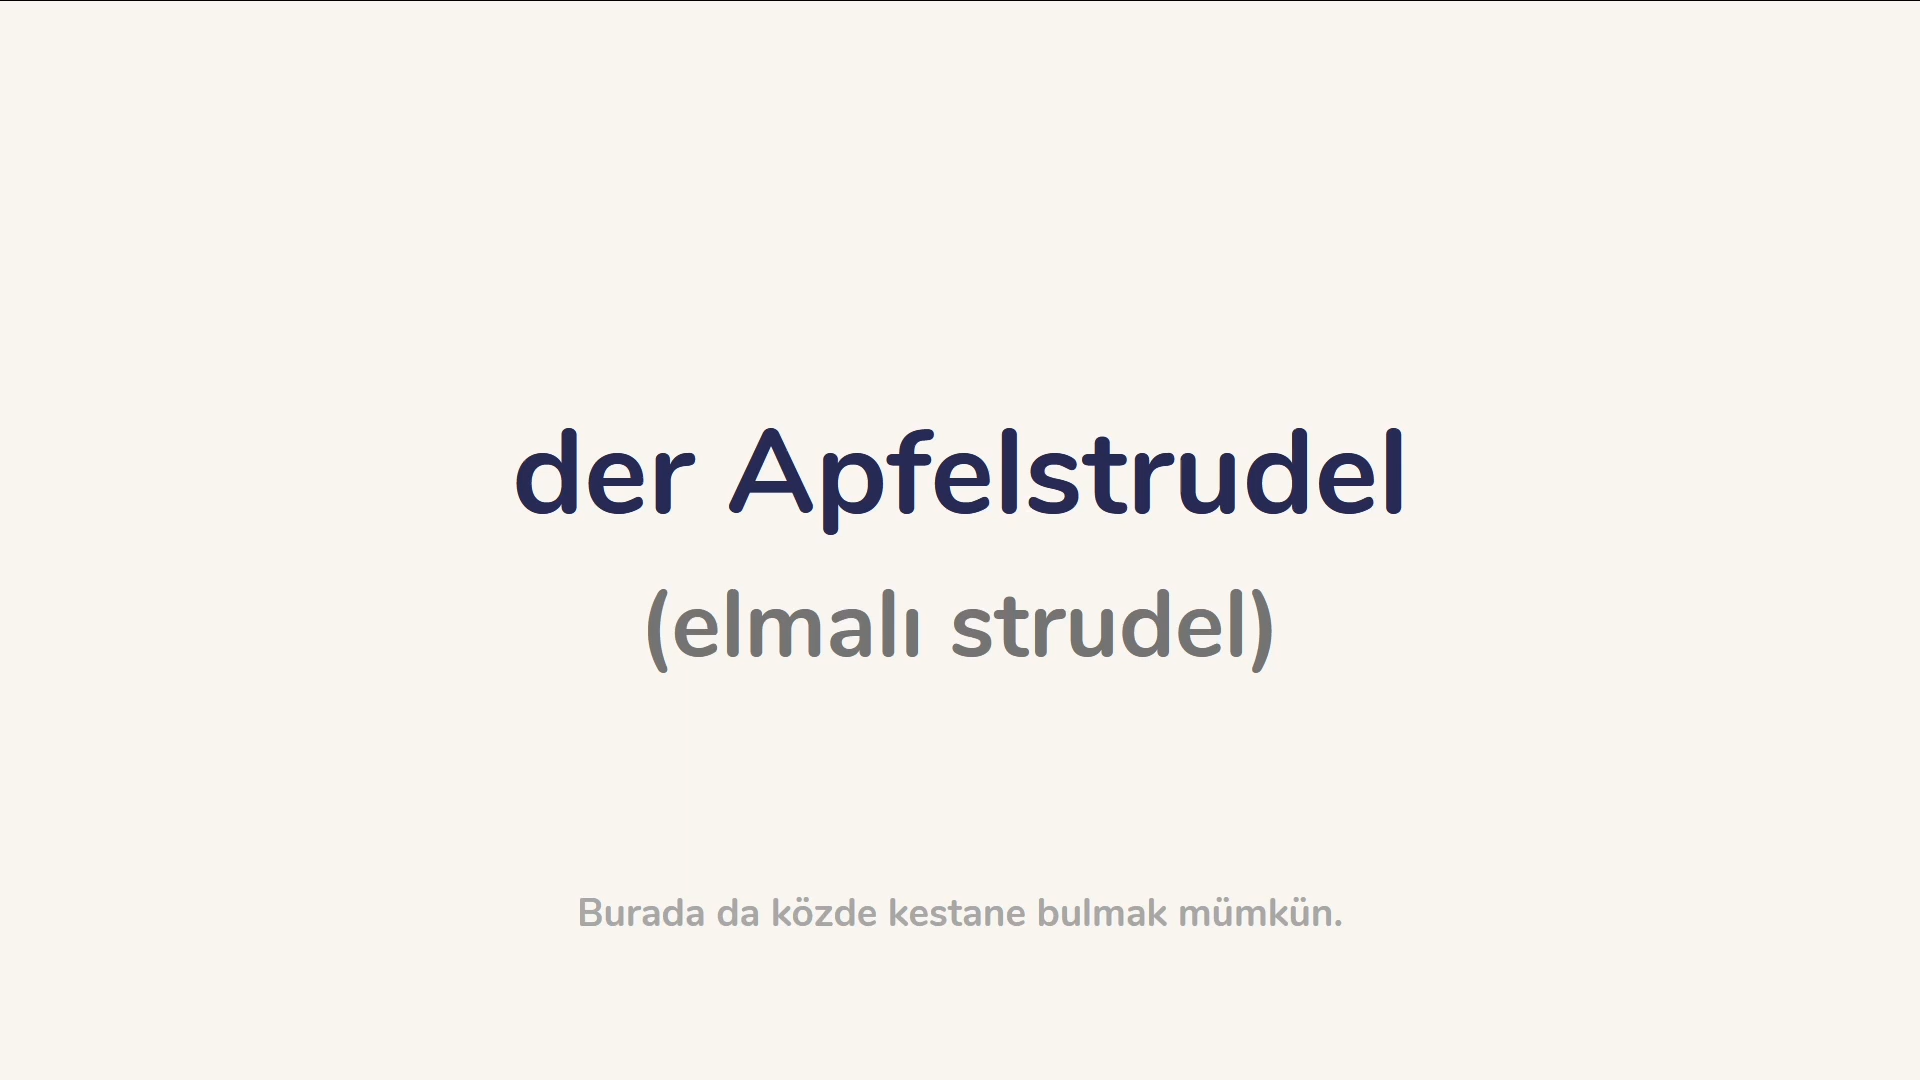 der Apfelstrudel
(elmalı strudel)
Burada da közde kestane bulmak mümkün.